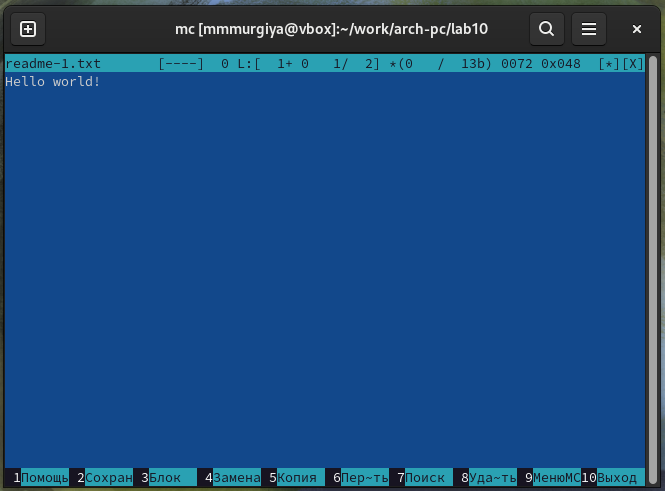 mc [mmmurgiya@vbox]:~/work/arch-pc/lab10
readme-1.txt       [----]  0 L:[  1+ 0   1/  2] *(0   /  13b) 0072 0x048  [*][X]
Hello world!
1Помощь 2Сохран 3Блок 4Замена 5Копия 6Пер~ть 7Поиск 8Уда~ть 9МенюMC 10Выход